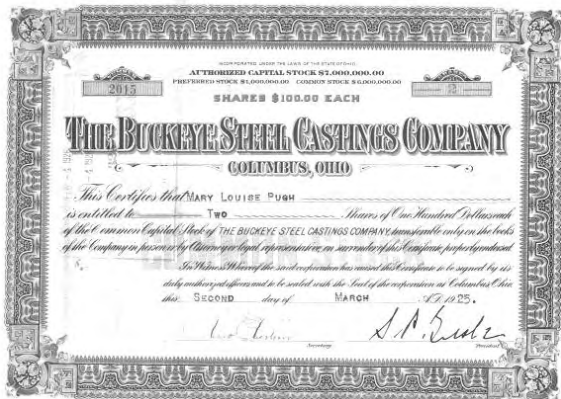 INCORPORATED UNDER THE LAWS OF THE STATE OF OHIO
AUTHORIZED CAPITAL STOCK $7,000,000.00
PREFERRED STOCK $1,000,000.00 COMMON STOCK $6,000,000.00
2015
2
SHARES $100.00 EACH
THE BUCKEYE STEEL CASTINGS COMPANY
COLUMBUS, OHIO
This Certifies that MARY LOUISE PUGH
is entitled to TWO Shares of One Hundred Dollars each
of the Common Capital Stock of THE BUCKEYE STEEL CASTINGS COMPANY, transferable only on the books
of the Company in person or by Attorney or legal representative, on surrender of this Certificate, properly endorsed.
In Witness Whereof the said corporation has caused this Certificate to be signed by its
duly authorized officers and to be sealed with the Seal of the corporation at Columbus Ohio
this SECOND day of MARCH A.D. 1925.
S. P. Bush
Secretary
President